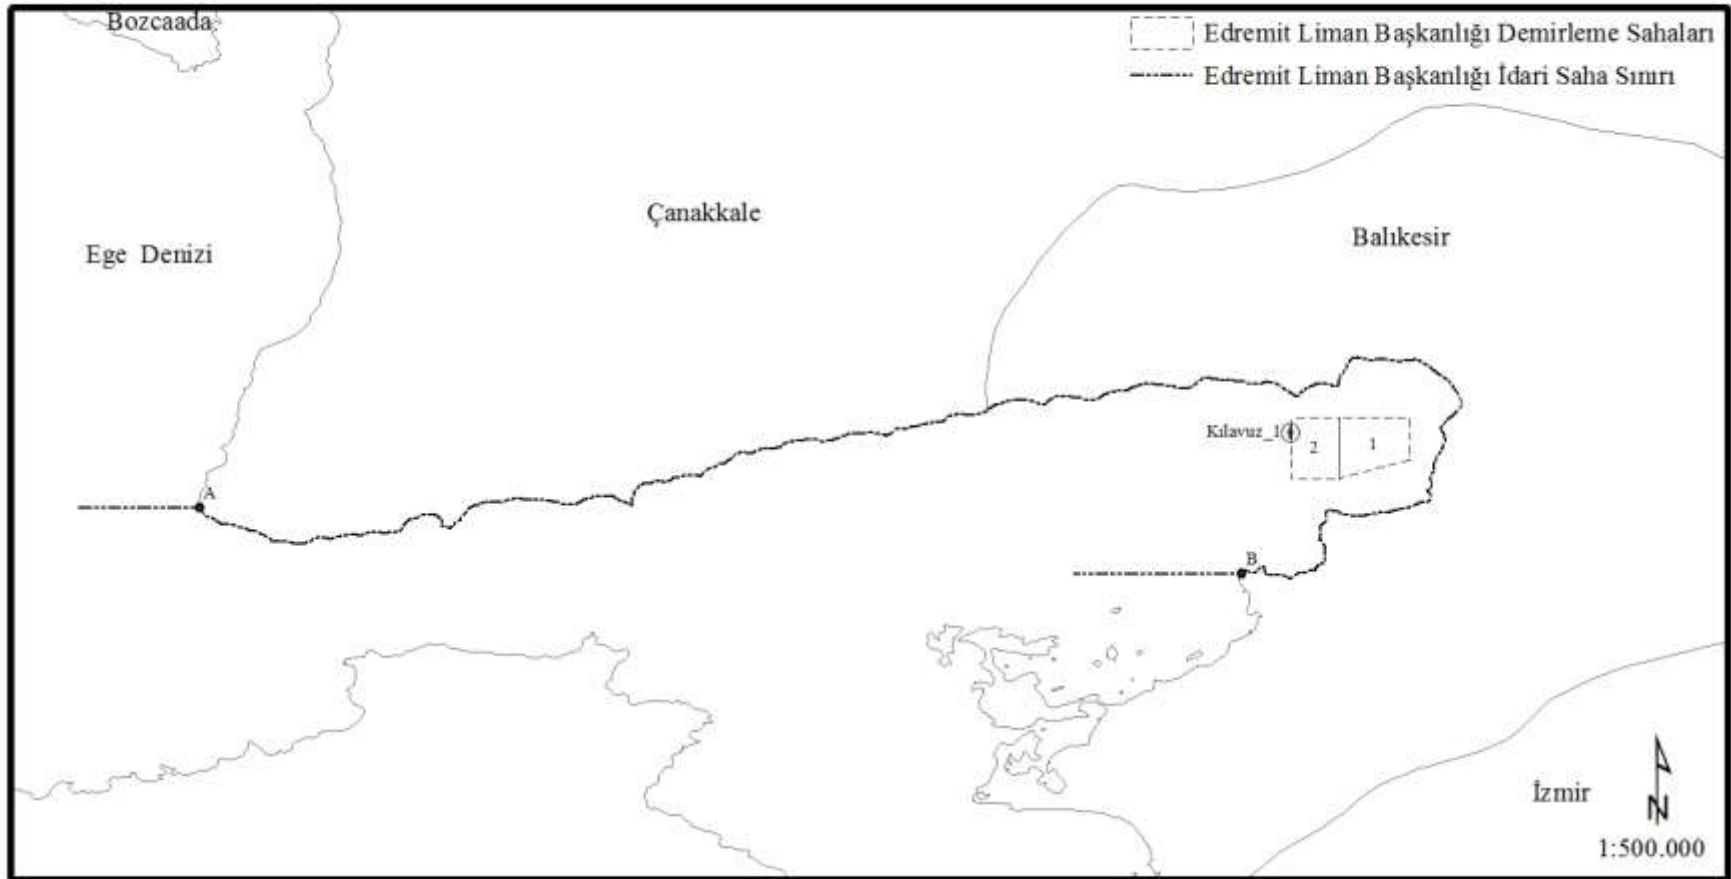 Bozcaada
Edremit Liman Başkanlığı Demirleme Sahaları
Edremit Liman Başkanlığı İdari Saha Sınırı
Çanakkale
Balıkesir
Ege Denizi
Kılavuz_1
2
1
A
B
İzmir
N
1:500.000